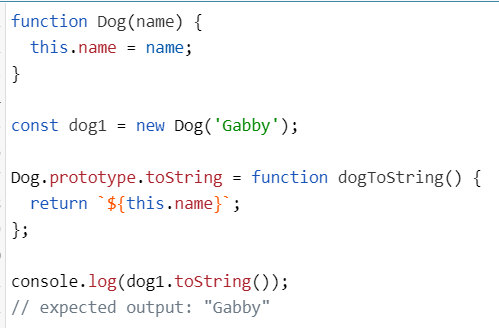 function Dog(name) {
  this.name = name;
}

const dog1 = new Dog('Gabby');

Dog.prototype.toString = function dogToString() {
  return `${this.name}`;
};

console.log(dog1.toString());
// expected output: "Gabby"